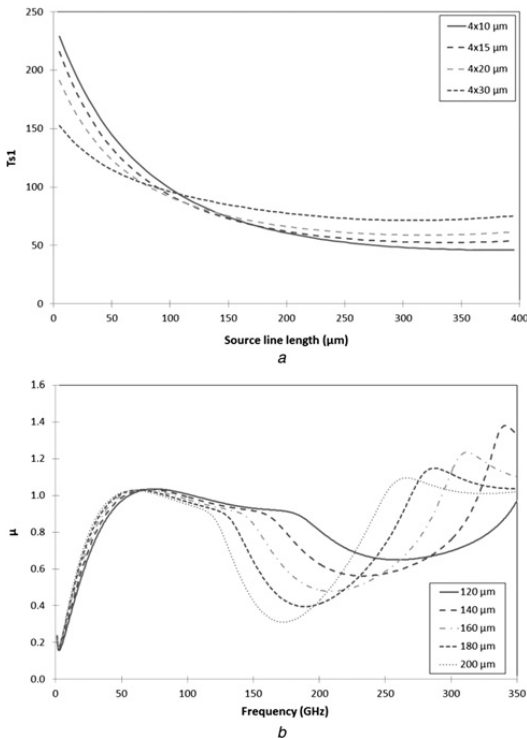 250
200
150
100
50
0
Ts1
4x10 μm
4x15 μm
4x20 μm
4x30 μm
0 50 100 150 200 250 300 350 400
Source line length (μm)
a
1.6
1.4
1.2
1.0
0.8
0.6
0.4
0.2
0.0
μ
120 μm
140 μm
160 μm
180 μm
200 μm
0 50 100 150 200 250 300 350
Frequency (GHz)
b